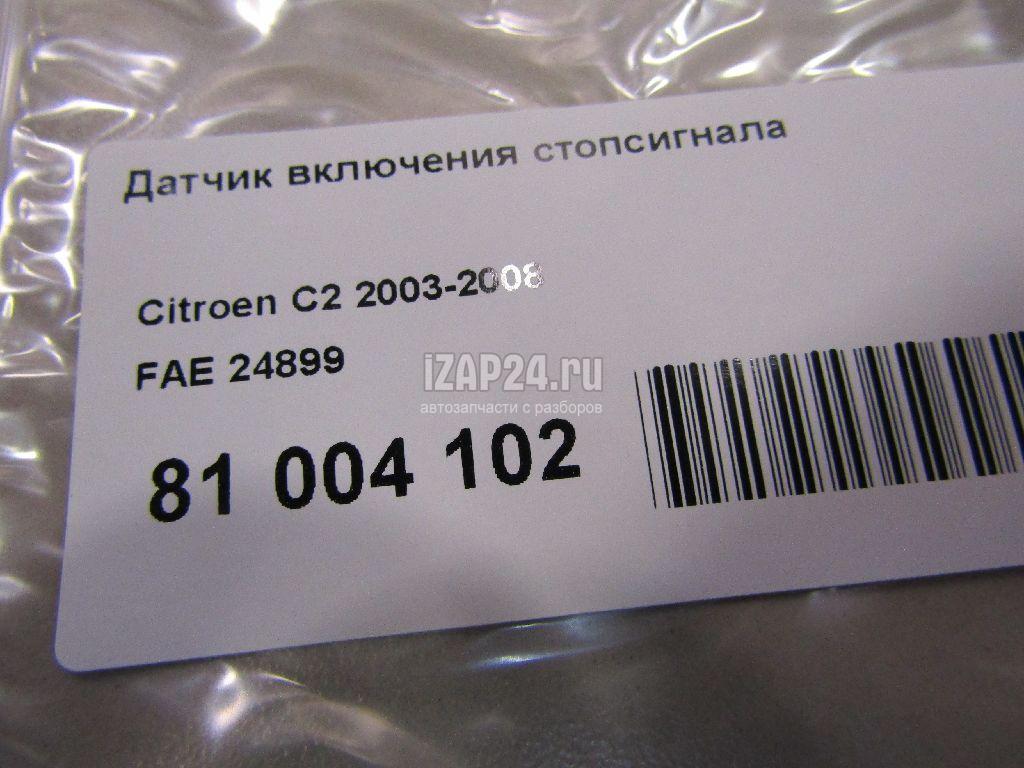 Датчик включения стопсигнала
Citroen C2 2003-2008
FAE 24899
iZAP24.ru
автозапчасти с разборов
81 004 102